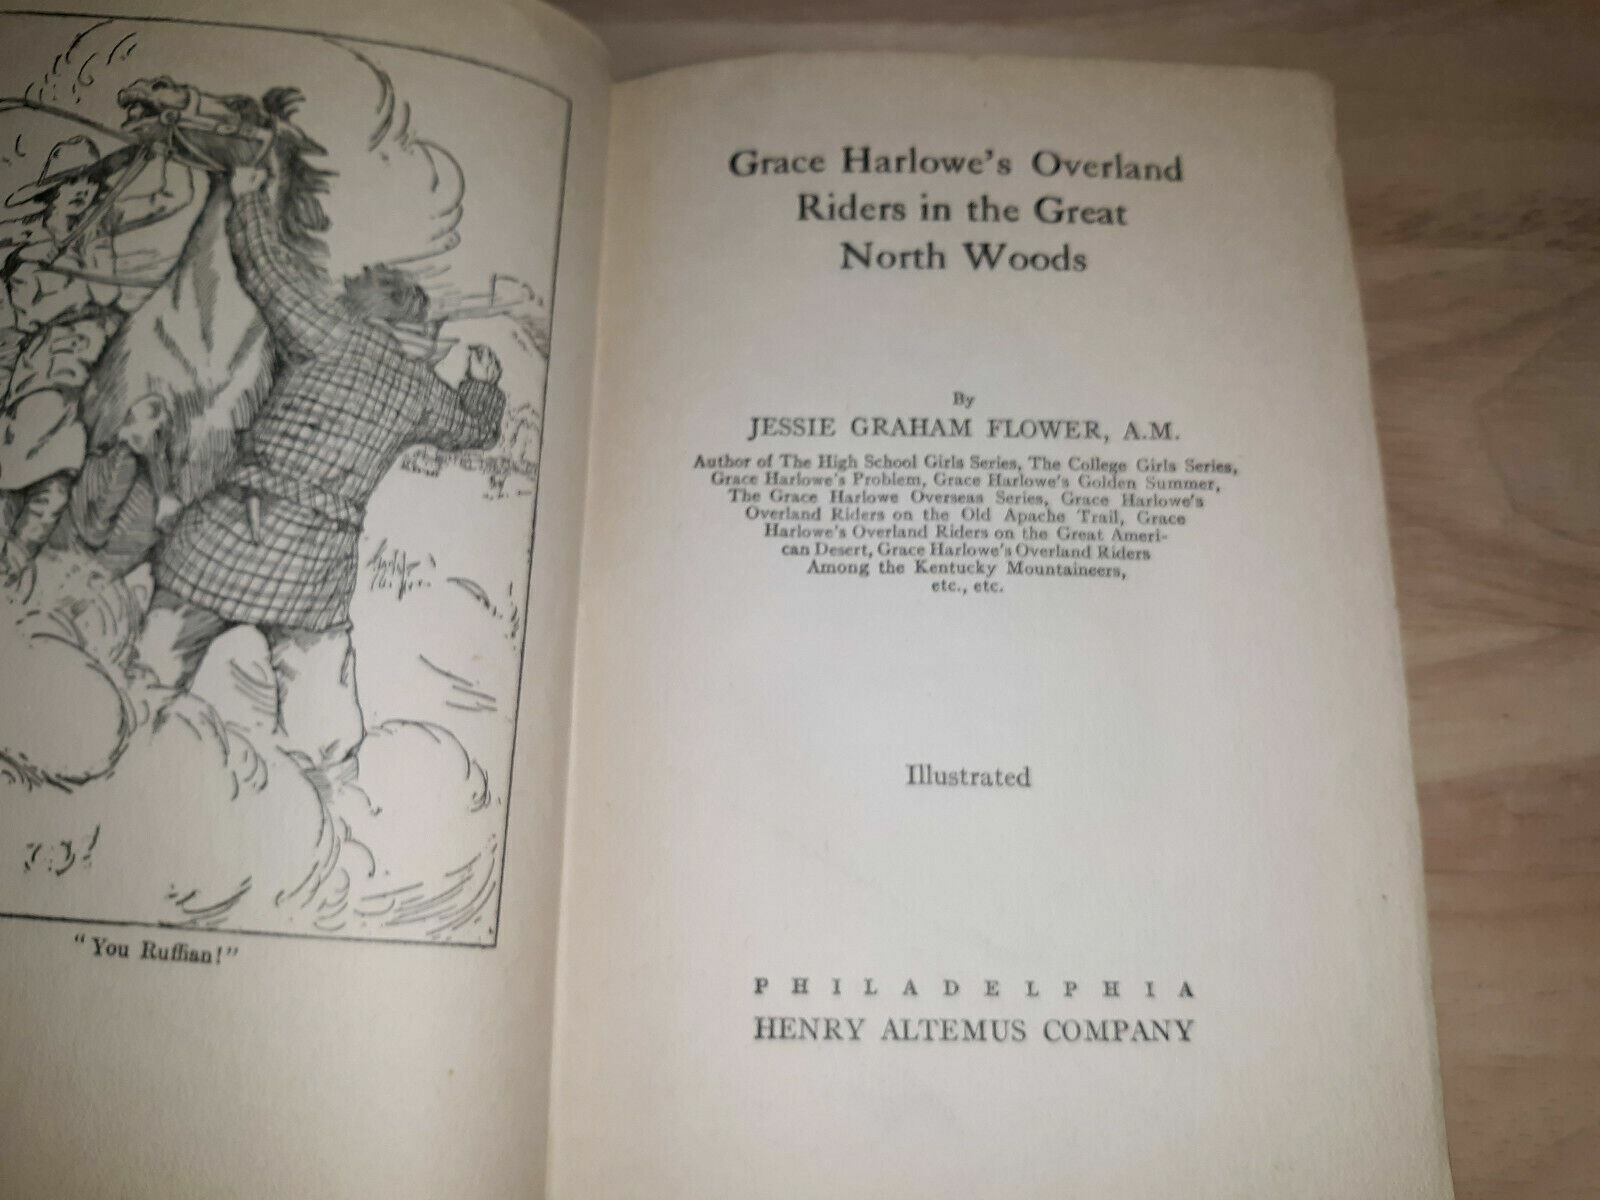 "You Ruffian!"
Grace Harlowe's Overland
Riders in the Great
North Woods
By
JESSIE GRAHAM FLOWER, A.M.
Author of The High School Girls Series, The College Girls Series,
Grace Harlowe's Problem, Grace Harlowe's Golden Summer,
The Grace Harlowe Overseas Series, Grace Harlowe's
Overland Riders on the Old Apache Trail, Grace
Harlowe's Overland Riders on the Great Ameri-
can Desert, Grace Harlowe's Overland Riders
Among the Kentucky Mountaineers,
etc., etc.
Illustrated
PHILADELPHIA
HENRY ALTEMUS COMPANY